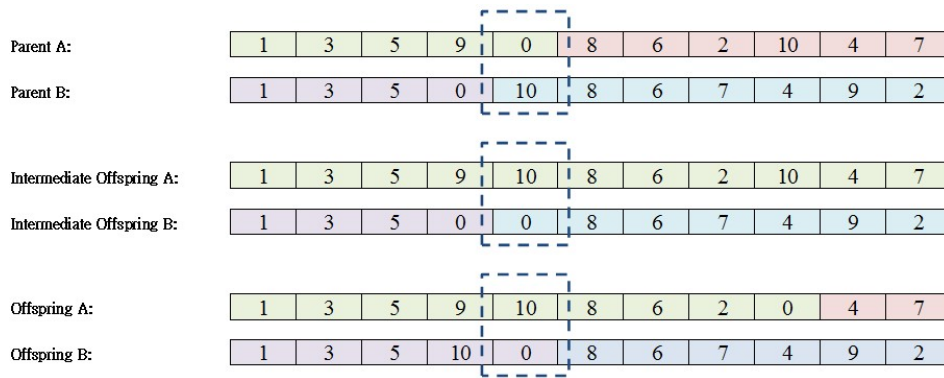 Parent A: 1 3 5 9 0 8 6 2 10 4 7
Parent B: 1 3 5 0 10 8 6 7 4 9 2
Intermediate Offspring A: 1 3 5 9 10 8 6 2 10 4 7
Intermediate Offspring B: 1 3 5 0 0 8 6 7 4 9 2
Offspring A: 1 3 5 9 10 8 6 2 0 4 7
Offspring B: 1 3 5 10 0 8 6 7 4 9 2